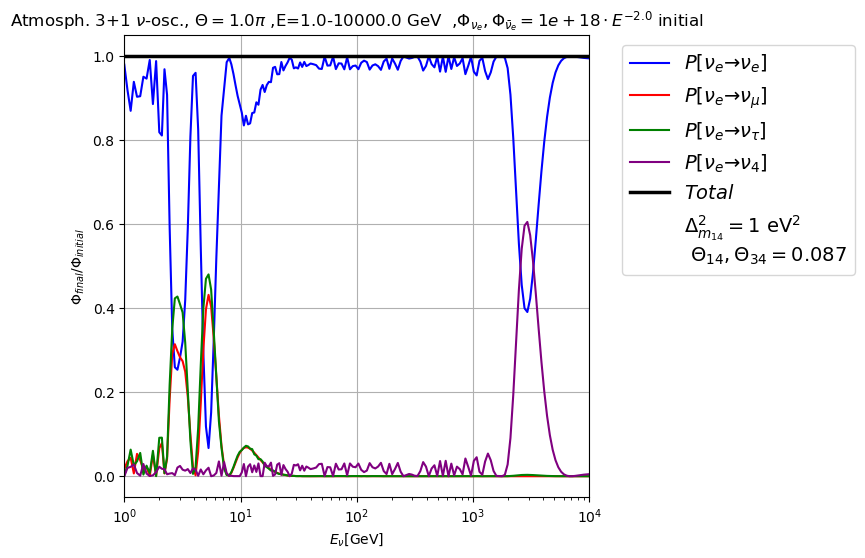 Atmosph. 3+1 ν-osc., Θ = 1.0π ,E=1.0-10000.0 GeV ,Φ_{ν_e}, Φ_{ν̄_e} = 1e + 18 · E^{−2.0} initial
Φ_{final}/Φ_{initial}
1.0
0.8
0.6
0.4
0.2
0.0
10^0 10^1 10^2 10^3 10^4
E_ν[GeV]
P[ν_e→ν_e]
P[ν_e→ν_μ]
P[ν_e→ν_τ]
P[ν_e→ν_4]
Total
Δ^2_{m_{14}} = 1 eV^2
Θ_{14}, Θ_{34} = 0.087